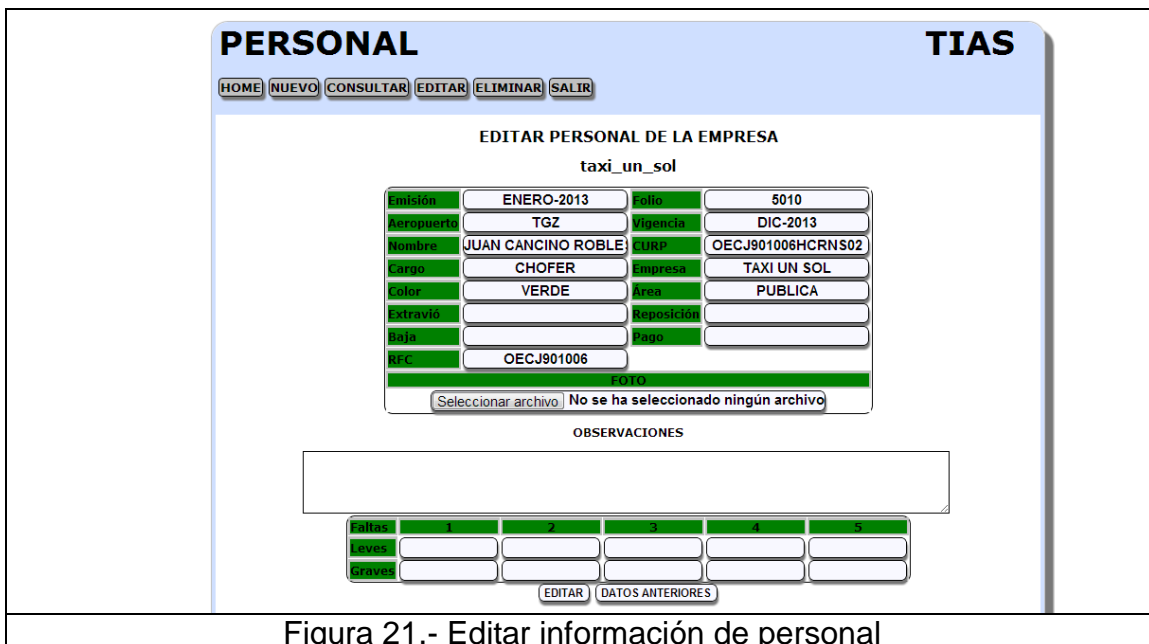 PERSONAL TIAS
HOME NUEVO CONSULTAR EDITAR ELIMINAR SALIR
EDITAR PERSONAL DE LA EMPRESA
taxi_un_sol
Emisión ENERO-2013 Folio 5010
Aeropuerto TGZ Vigencia DIC-2013
Nombre JUAN CANCINO ROBLES CURP OECJ901006HCRNS02
Cargo CHOFER Empresa TAXI UN SOL
Color VERDE Área PUBLICA
Extravió Reposición
Baja Pago
RFC OECJ901006
FOTO
Seleccionar archivo No se ha seleccionado ningún archivo
OBSERVACIONES
Faltas 1 2 3 4 5
Leves
Graves
EDITAR DATOS ANTERIORES
Figura 21.- Editar información de personal